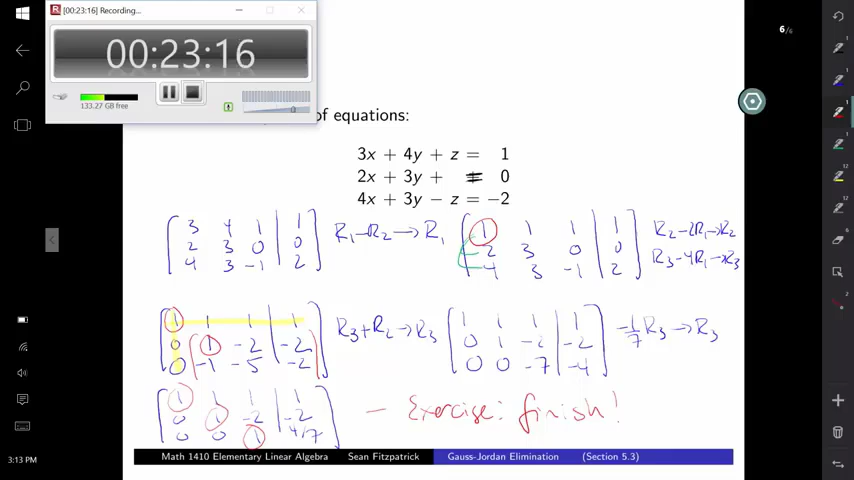 [00:23:16] Recording...
00:23:16
133.27 GB free
6/6
of equations:
3x + 4y + z = 1
2x + 3y + = 0
4x + 3y − z = −2
3 4 1 | 1
2 3 0 | 0
4 3 -1 | 2
R1-R2→R1
1 1 1 | 1
2 3 0 | 0
4 3 -1 | 2
R2-2R1→R2
R3-4R1→R3
1 1 1 | 1
0 1 -2 | -2
0 -1 -5 | -2
R3+R2→R3
1 1 1 | 1
0 1 -2 | -2
0 0 -7 | -4
-1/7 R3→R3
1 1 1 | 1
0 1 -2 | -2
0 0 1 | 4/7
— Exercise: finish!
Math 1410 Elementary Linear Algebra Sean Fitzpatrick Gauss-Jordan Elimination (Section 5.3)
3:13 PM